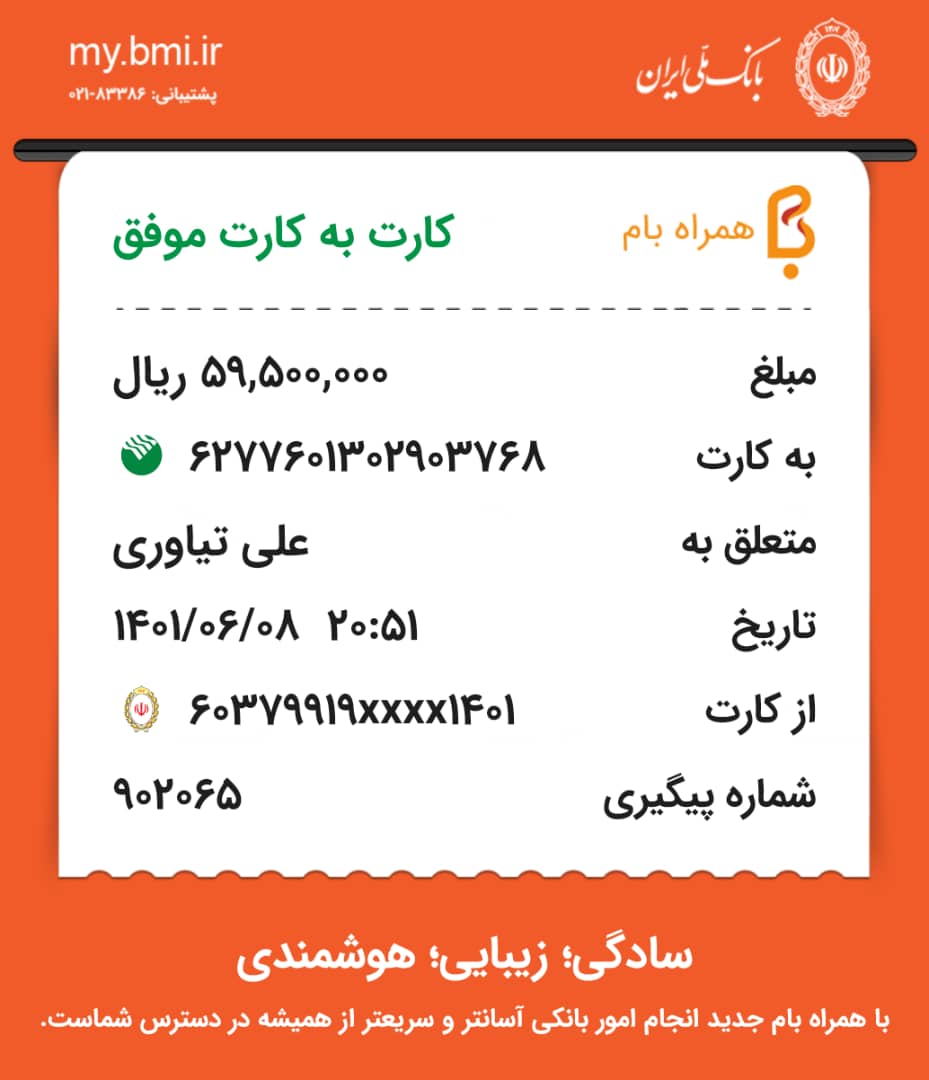 بانک ملی ایران
my.bmi.ir
پشتیبانی: ۸۳۳۸۶-۰۲۱
همراه بام
کارت به کارت موفق
مبلغ ۵۹,۵۰۰,۰۰۰ ریال
به کارت ۶۲۷۷۶۰۱۳۰۲۹۰۳۷۶۸
متعلق به علی تیاوری
تاریخ ۲۰:۵۱ ۱۴۰۱/۰۶/۰۸
از کارت ۶۰۳۷۹۹۱۹xxxx۱۴۰۱
شماره پیگیری ۹۰۲۰۶۵
سادگی؛ زیبایی؛ هوشمندی
با همراه بام جدید انجام امور بانکی آسانتر و سریعتر از همیشه در دسترس شماست.